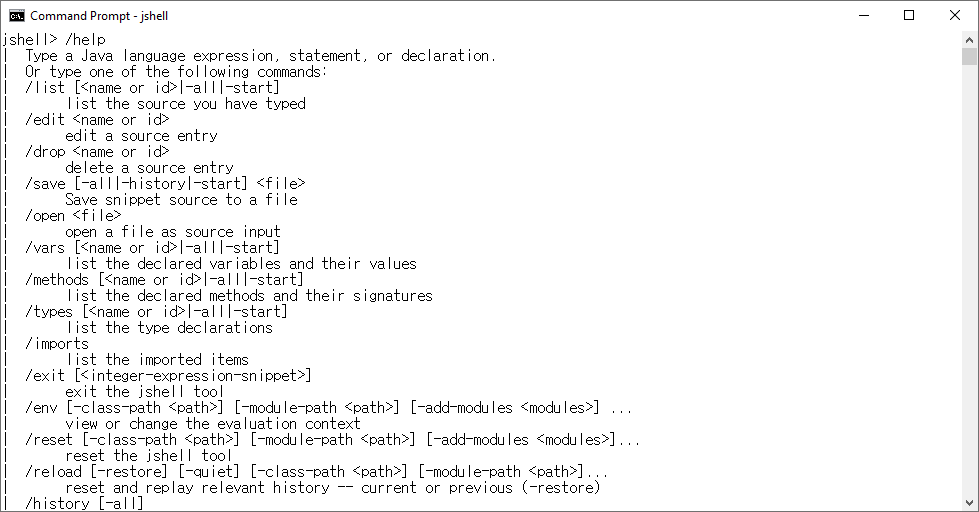 Command Prompt - jshell
jshell> /help
|  Type a Java language expression, statement, or declaration.
|  Or type one of the following commands:
|  /list [<name or id>|-all|-start]
|       list the source you have typed
|  /edit <name or id>
|       edit a source entry
|  /drop <name or id>
|       delete a source entry
|  /save [-all|-history|-start] <file>
|       Save snippet source to a file
|  /open <file>
|       open a file as source input
|  /vars [<name or id>|-all|-start]
|       list the declared variables and their values
|  /methods [<name or id>|-all|-start]
|       list the declared methods and their signatures
|  /types [<name or id>|-all|-start]
|       list the type declarations
|  /imports
|       list the imported items
|  /exit [<integer-expression-snippet>]
|       exit the jshell tool
|  /env [-class-path <path>] [-module-path <path>] [-add-modules <modules>] ...
|       view or change the evaluation context
|  /reset [-class-path <path>] [-module-path <path>] [-add-modules <modules>]...
|       reset the jshell tool
|  /reload [-restore] [-quiet] [-class-path <path>] [-module-path <path>]...
|       reset and replay relevant history -- current or previous (-restore)
|  /history [-all]